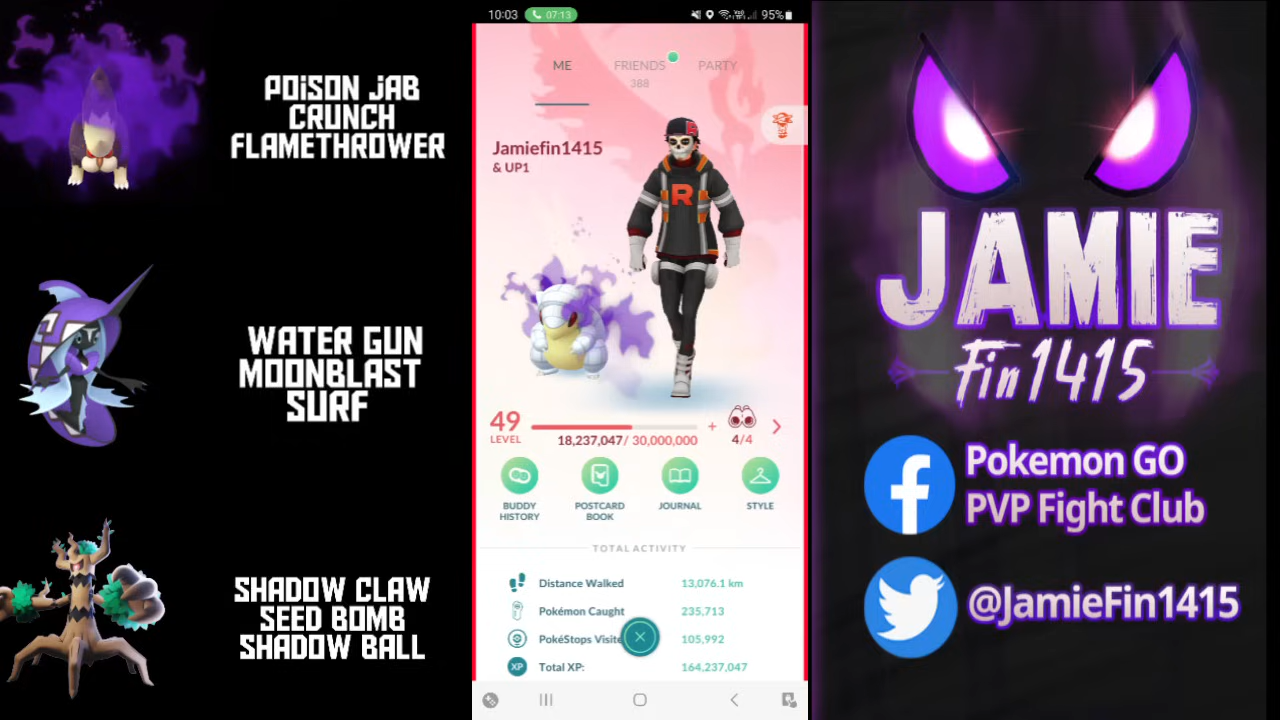 POISON JAB
CRUNCH
FLAMETHROWER
WATER GUN
MOONBLAST
SURF
SHADOW CLAW
SEED BOMB
SHADOW BALL
10:03 07:13 95%
ME FRIENDS PARTY
388
Jamiefin1415
& UP1
R
49
LEVEL
18,237,047/ 30,000,000
+ 4/4
BUDDY HISTORY
POSTCARD BOOK
JOURNAL
STYLE
TOTAL ACTIVITY
Distance Walked 13,076.1 km
Pokémon Caught 235,713
PokéStops Visite 105,992
XP Total XP: 164,237,047
JAMIE
Fin1415
Pokemon GO
PVP Fight Club
@JamieFin1415